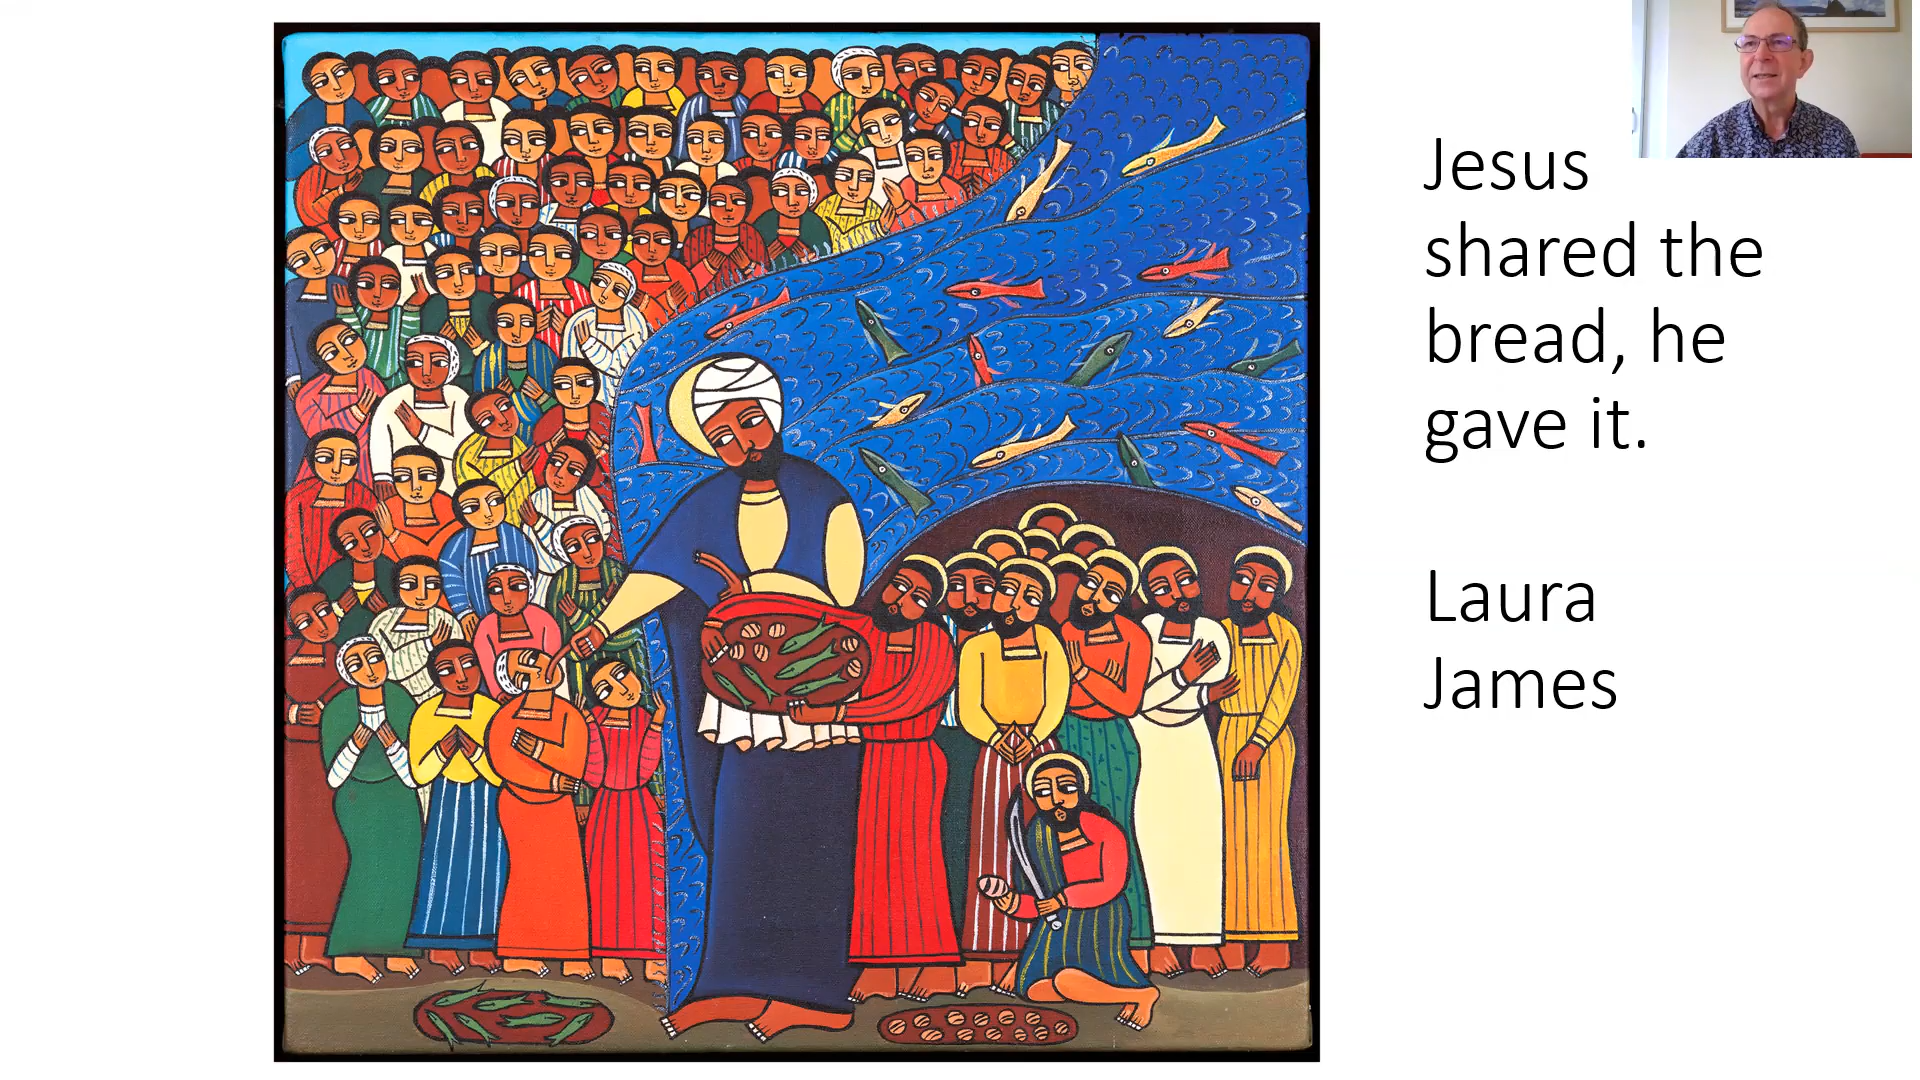 Jesus
shared the
bread, he
gave it.
Laura
James